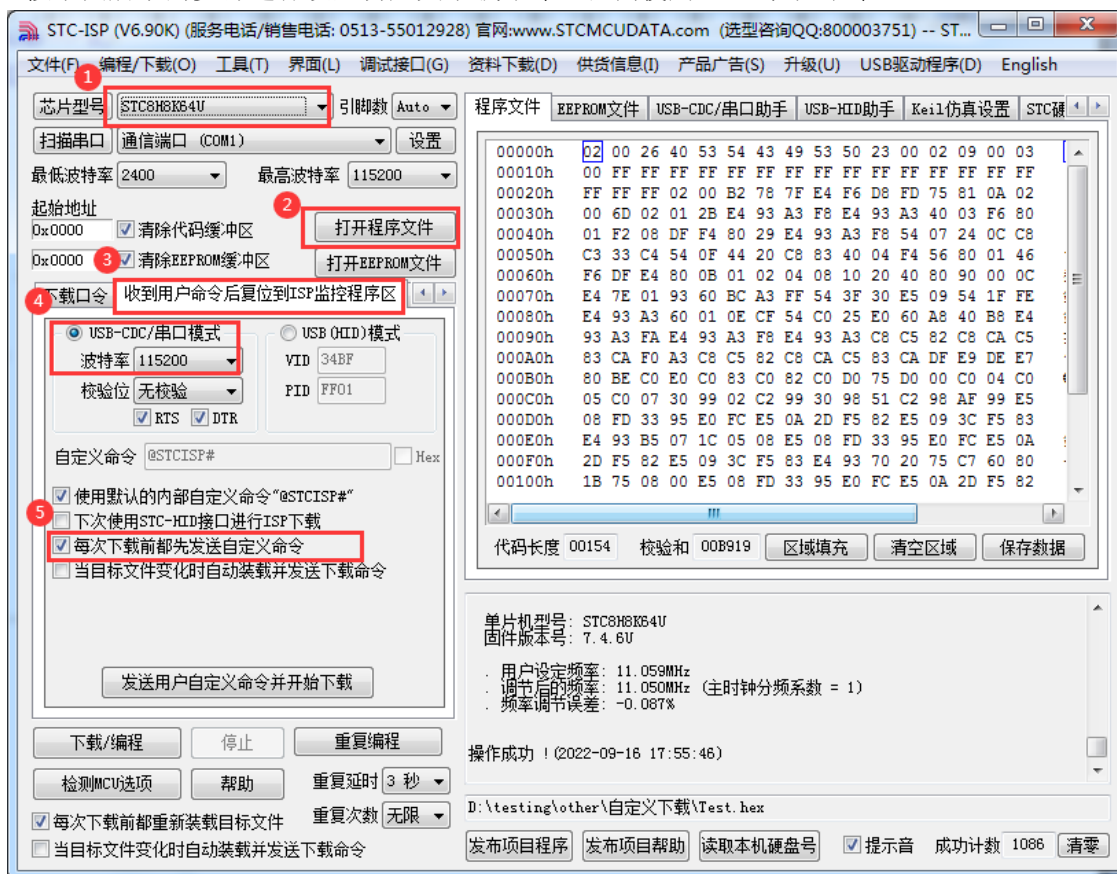 STC-ISP (V6.90K) (服务电话/销售电话: 0513-55012928) 官网:www.STCMCUDATA.com (选型咨询QQ:800003751) -- ST...
文件(F) 编程/下载(O) 工具(T) 界面(L) 调试接口(G) 资料下载(D) 供货信息(I) 产品广告(S) 升级(U) USB驱动程序(D) English
1
芯片型号 STC8H8K64U 引脚数 Auto
扫描串口 通信端口 (COM1) 设置
最低波特率 2400 最高波特率 115200
起始地址
2
0x0000 清除代码缓冲区 打开程序文件
0x0000 3 清除EEPROM缓冲区 打开EEPROM文件
4 下载口令 收到用户命令后复位到ISP监控程序区
USB-CDC/串口模式 USB(HID)模式
波特率 115200 VID 34BF
校验位 无校验 PID FF01
RTS DTR
自定义命令 @STCISP# Hex
使用默认的内部自定义命令"@STCISP#"
5
下次使用STC-HID接口进行ISP下载
每次下载前都先发送自定义命令
当目标文件变化时自动装载并发送下载命令
发送用户自定义命令并开始下载
下载/编程 停止 重复编程
检测MCU选项 帮助 重复延时 3 秒
每次下载前都重新装载目标文件 重复次数 无限
当目标文件变化时自动装载并发送下载命令
程序文件 EEPROM文件 USB-CDC/串口助手 USB-HID助手 Keil仿真设置 STC硬
00000h 02 00 26 40 53 54 43 49 53 50 23 00 02 09 00 03
00010h 00 FF FF FF FF FF FF FF FF FF FF FF FF FF FF FF
00020h FF FF FF 02 00 B2 78 7F E4 F6 D8 FD 75 81 0A 02
00030h 00 6D 02 01 2B E4 93 A3 F8 E4 93 A3 40 03 F6 80
00040h 01 F2 08 DF F4 80 29 E4 93 A3 F8 54 07 24 0C C8
00050h C3 33 C4 54 0F 44 20 C8 83 40 04 F4 56 80 01 46
00060h F6 DF E4 80 0B 01 02 04 08 10 20 40 80 90 00 0C
00070h E4 7E 01 93 60 BC A3 FF 54 3F 30 E5 09 54 1F FE
00080h E4 93 A3 60 01 0E CF 54 C0 25 E0 60 A8 40 B8 E4
00090h 93 A3 FA E4 93 A3 F8 E4 93 A3 C8 C5 82 C8 CA C5
000A0h 83 CA F0 A3 C8 C5 82 C8 CA C5 83 CA DF E9 DE E7
000B0h 80 BE C0 E0 C0 83 C0 82 C0 D0 75 D0 00 C0 04 C0
000C0h 05 C0 07 30 99 02 C2 99 30 98 51 C2 98 AF 99 E5
000D0h 08 FD 33 95 E0 FC E5 0A 2D F5 82 E5 09 3C F5 83
000E0h E4 93 B5 07 1C 05 08 E5 08 FD 33 95 E0 FC E5 0A
000F0h 2D F5 82 E5 09 3C F5 83 E4 93 70 20 75 C7 60 80
00100h 1B 75 08 00 E5 08 FD 33 95 E0 FC E5 0A 2D F5 82
代码长度 00154 校验和 00B919 区域填充 清空区域 保存数据
单片机型号: STC8H8K64U
固件版本号: 7.4.6U
. 用户设定频率: 11.059MHz
. 调节后的频率: 11.050MHz (主时钟分频系数 = 1)
. 频率调节误差: -0.087%
操作成功 !(2022-09-16 17:55:46)
D:\testing\other\自定义下载\Test.hex
发布项目程序 发布项目帮助 读取本机硬盘号 提示音 成功计数 1086 清零